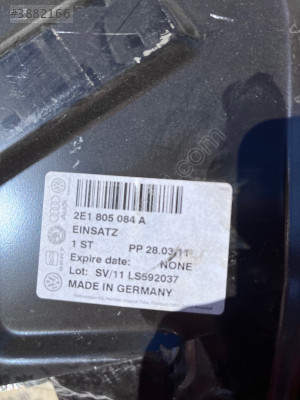 #3882166
2E1 805 084 A
EINSATZ
1 ST PP 28.03/11
Expire date: NONE
Lot: SV/11 LS592037
MADE IN GERMANY
Audi